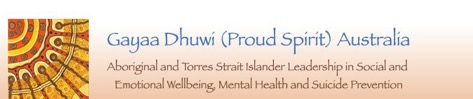 Gayaa Dhuwi (Proud Spirit) Australia
Aboriginal and Torres Strait Islander Leadership in Social and
Emotional Wellbeing, Mental Health and Suicide Prevention